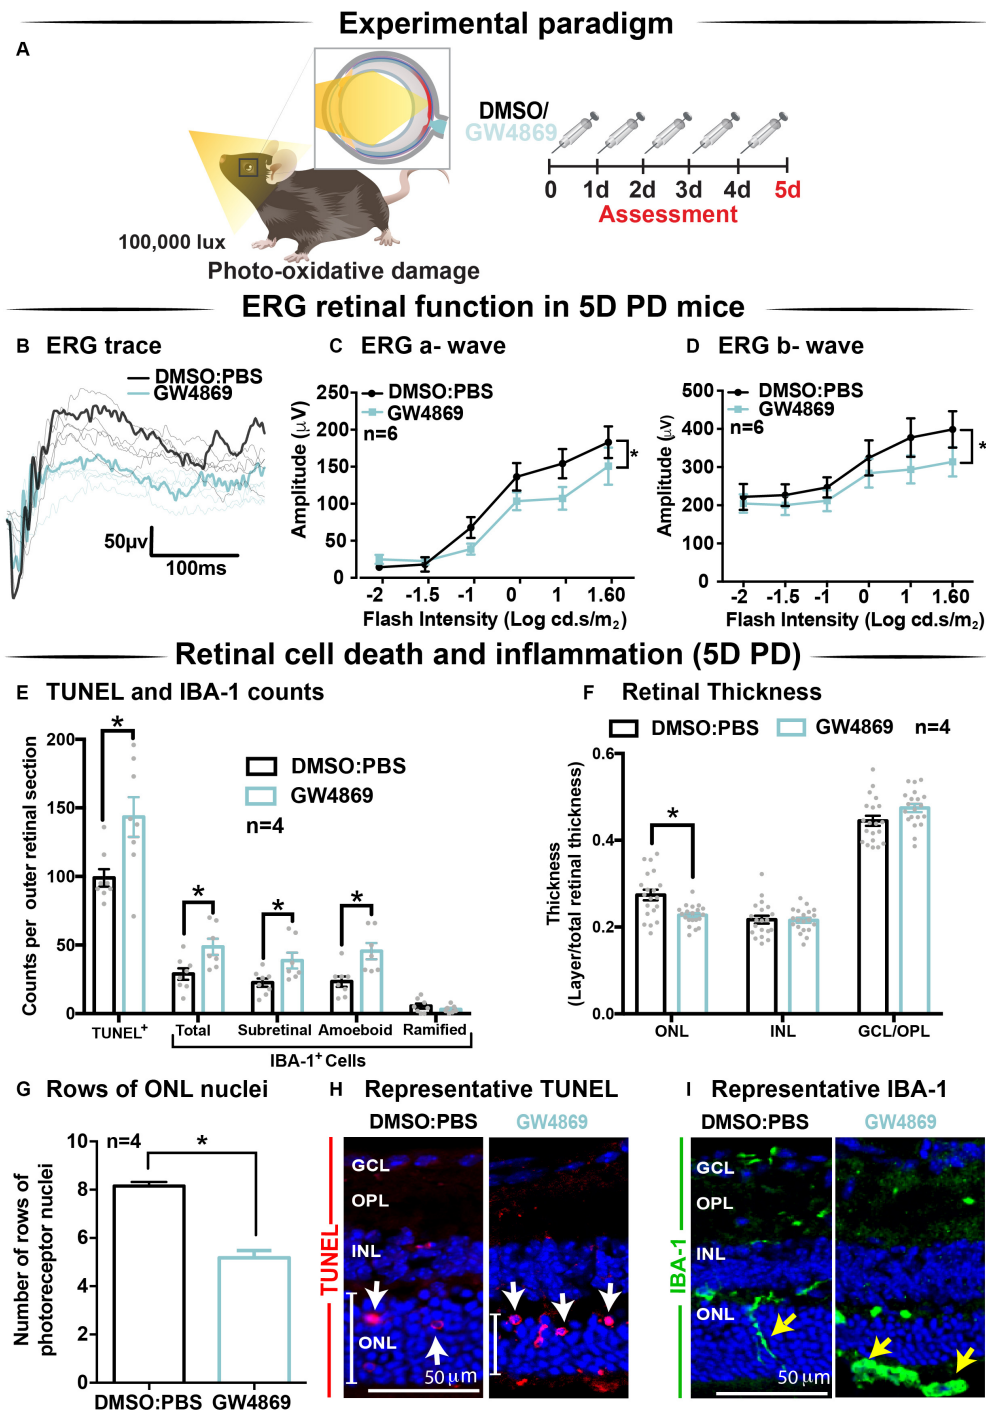 Experimental paradigm
A
DMSO/
GW4869
0 1d 2d 3d 4d 5d
Assessment
100,000 lux
Photo-oxidative damage
ERG retinal function in 5D PD mice
B ERG trace
DMSO:PBS
GW4869
50μv
100ms
C ERG a- wave
DMSO:PBS
GW4869
n=6
Amplitude (μV)
250
200
150
100
50
0
*
-2 -1.5 -1 0 1 1.60
Flash Intensity (Log cd.s/m2)
D ERG b- wave
DMSO:PBS
GW4869
n=6
Amplitude (μv)
500
400
300
200
100
0
*
-2 -1.5 -1 0 1 1.60
Flash Intensity (Log cd.s/m2)
Retinal cell death and inflammation (5D PD)
E TUNEL and IBA-1 counts
DMSO:PBS
GW4869
n=4
Counts per outer retinal section
200
150
100
50
0
* * * *
TUNEL+ Total Subretinal Amoeboid Ramified
IBA-1+ Cells
F Retinal Thickness
DMSO:PBS GW4869 n=4
Thickness
(Layer/total retinal thickness)
0.6
0.4
0.2
0.0
*
ONL INL GCL/OPL
G Rows of ONL nuclei
n=4
*
Number of rows of
photoreceptor nuclei
10
8
6
4
2
0
DMSO:PBS GW4869
H Representative TUNEL
DMSO:PBS GW4869
TUNEL
GCL
OPL
INL
ONL
50 μm
I Representative IBA-1
DMSO:PBS GW4869
IBA-1
GCL
OPL
INL
ONL
50 μm